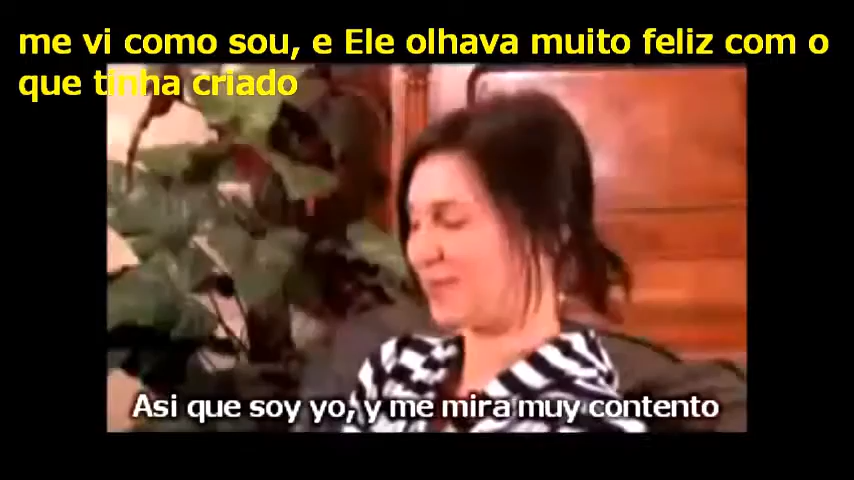 me vi como sou, e Ele olhava muito feliz com o
que tinha criado
Asi que soy yo, y me mira muy contento